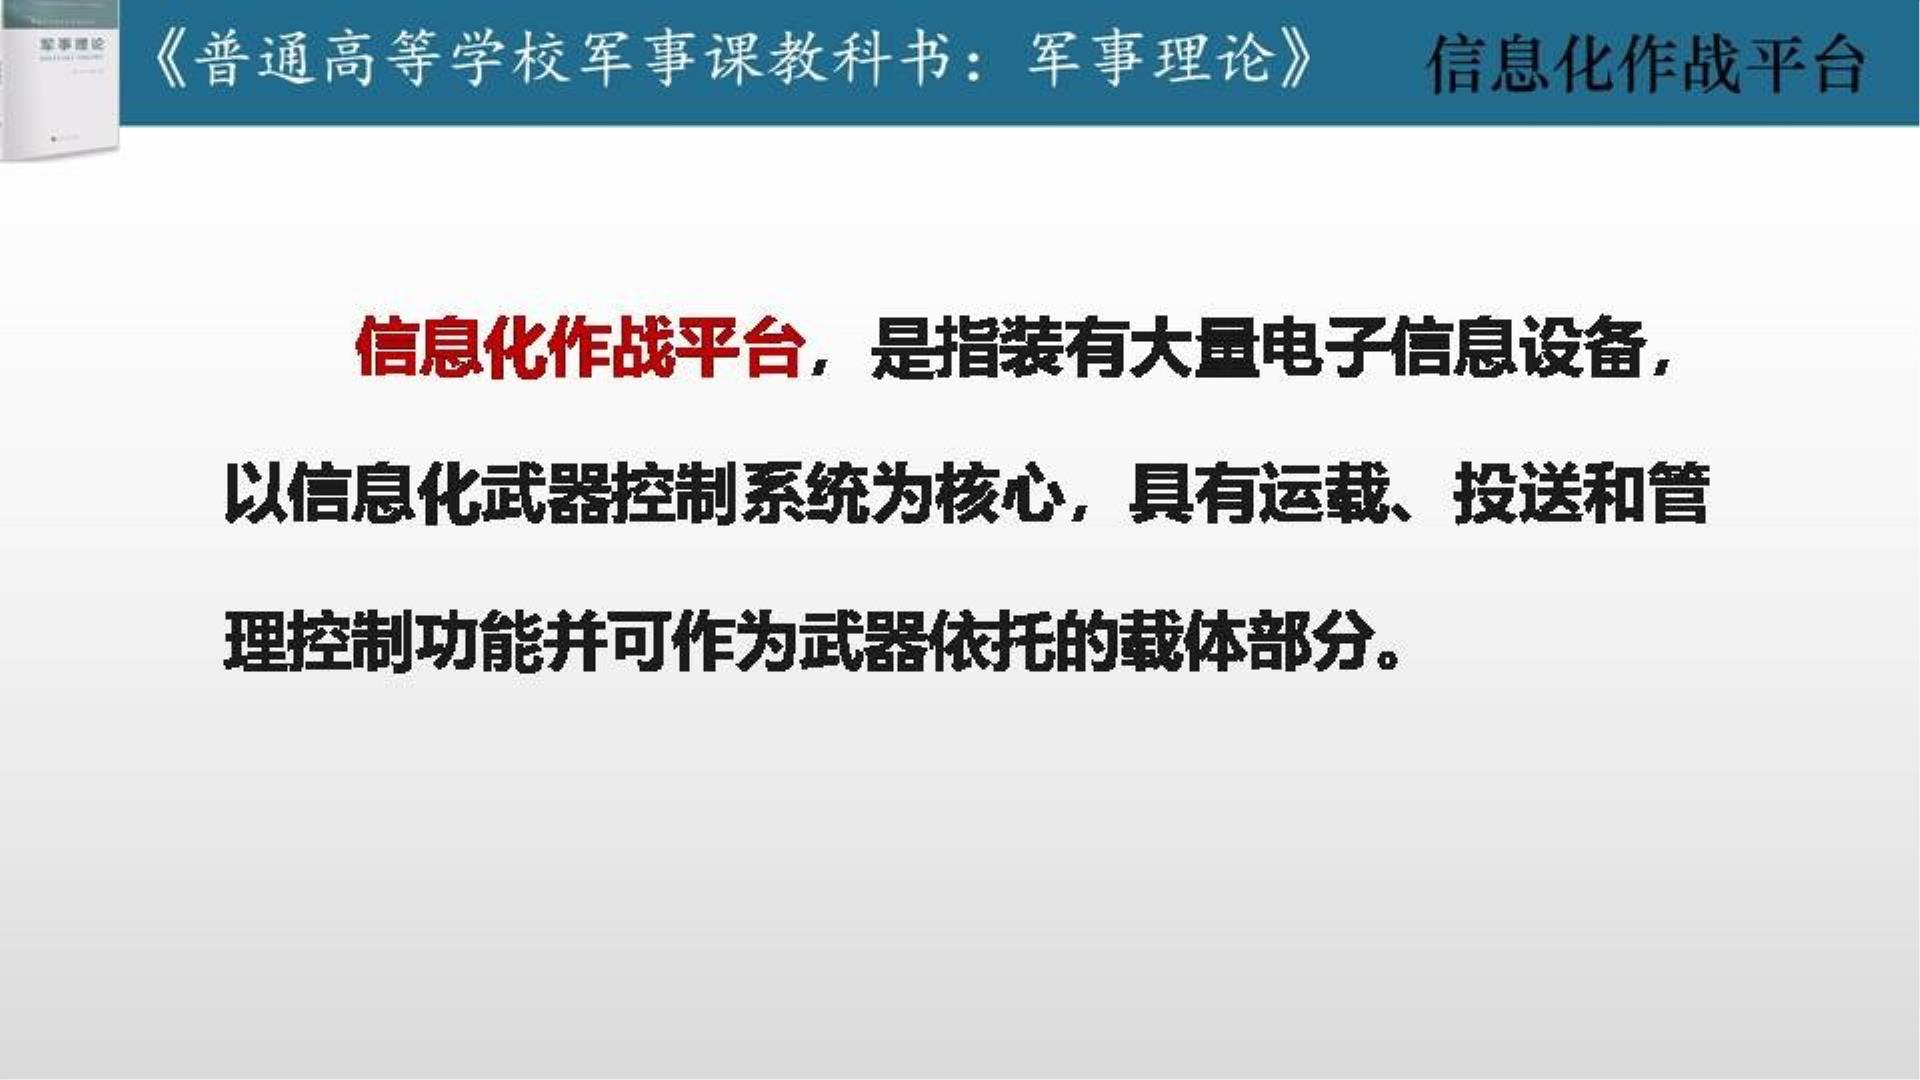 《普通高等学校军事课教科书：军事理论》
信息化作战平台
军事理论
信息化作战平台，是指装有大量电子信息设备，
以信息化武器控制系统为核心，具有运载、投送和管
理控制功能并可作为武器依托的载体部分。